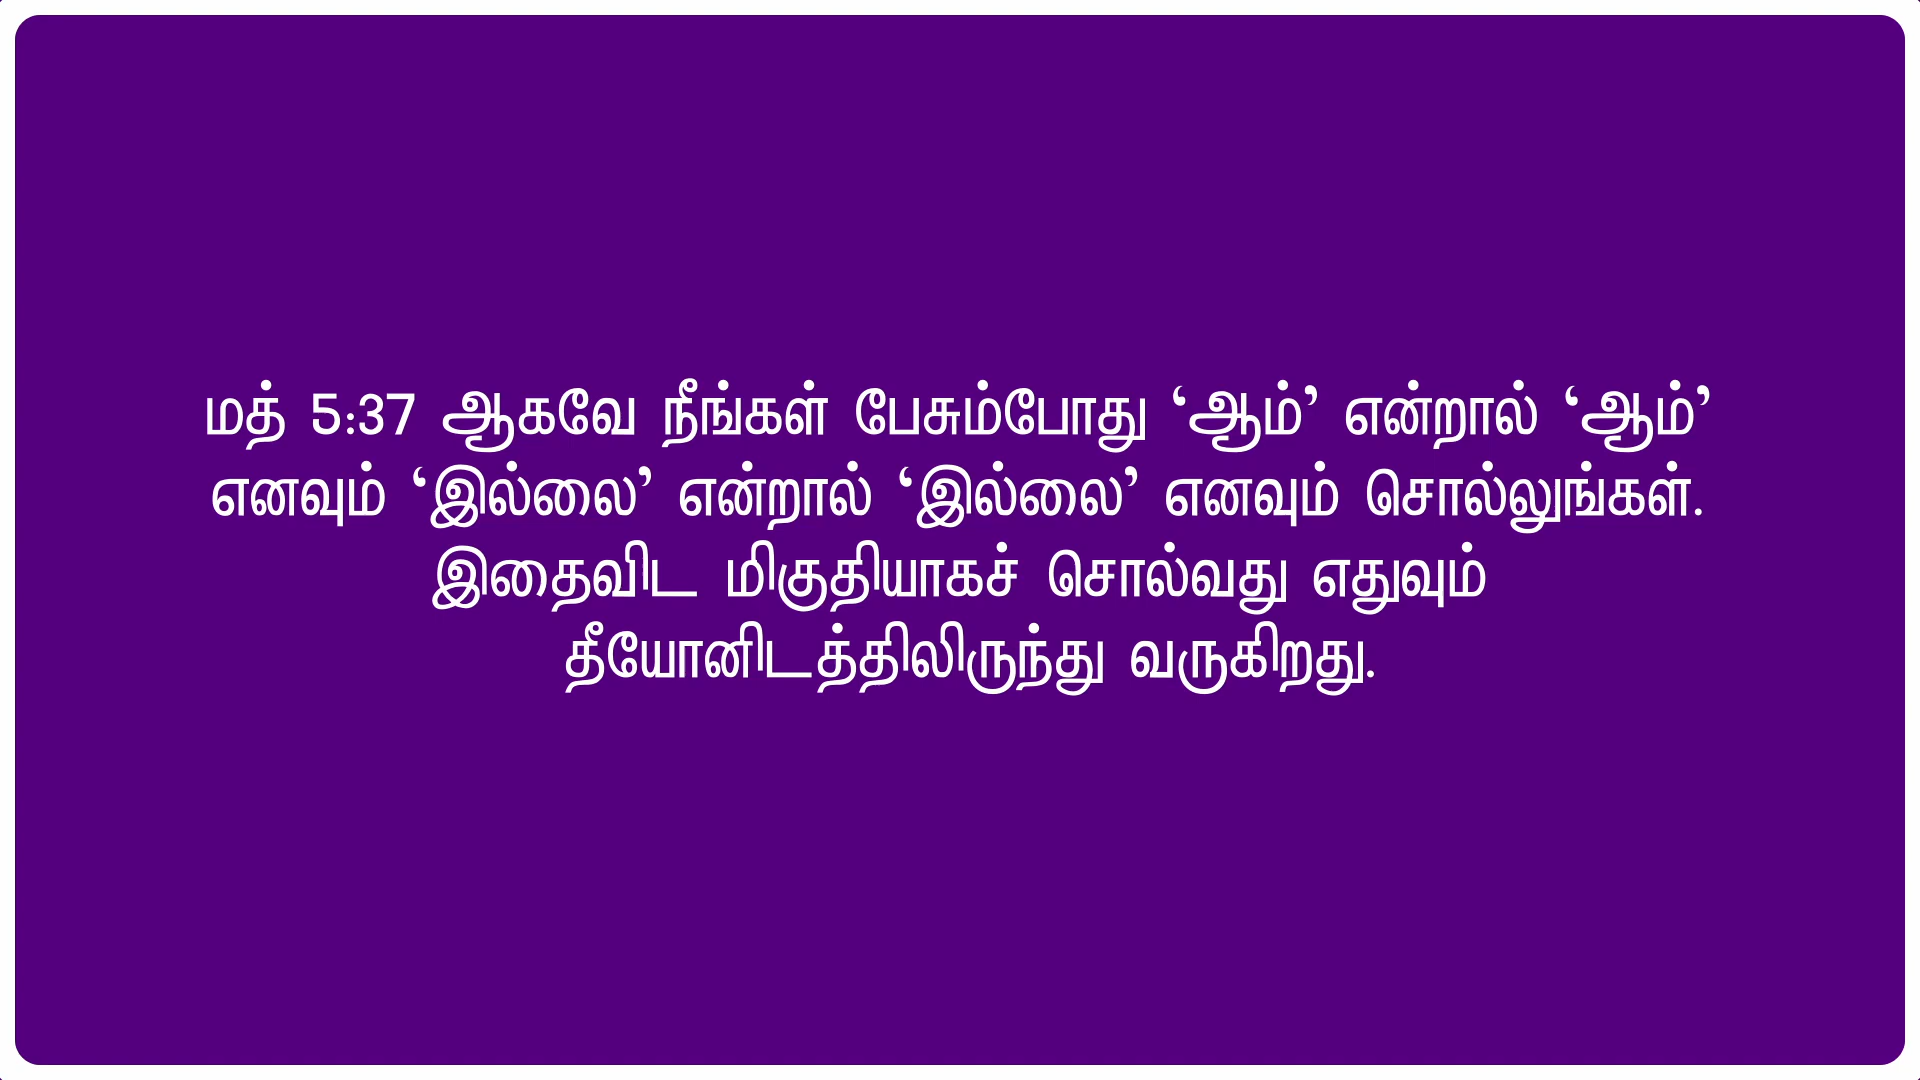 மத் 5:37 ஆகவே நீங்கள் பேசும்போது ‘ஆம்’ என்றால் ‘ஆம்’
எனவும் ‘இல்லை’ என்றால் ‘இல்லை’ எனவும் சொல்லுங்கள்.
இதைவிட மிகுதியாகச் சொல்வது எதுவும்
தீயோனிடத்திலிருந்து வருகிறது.